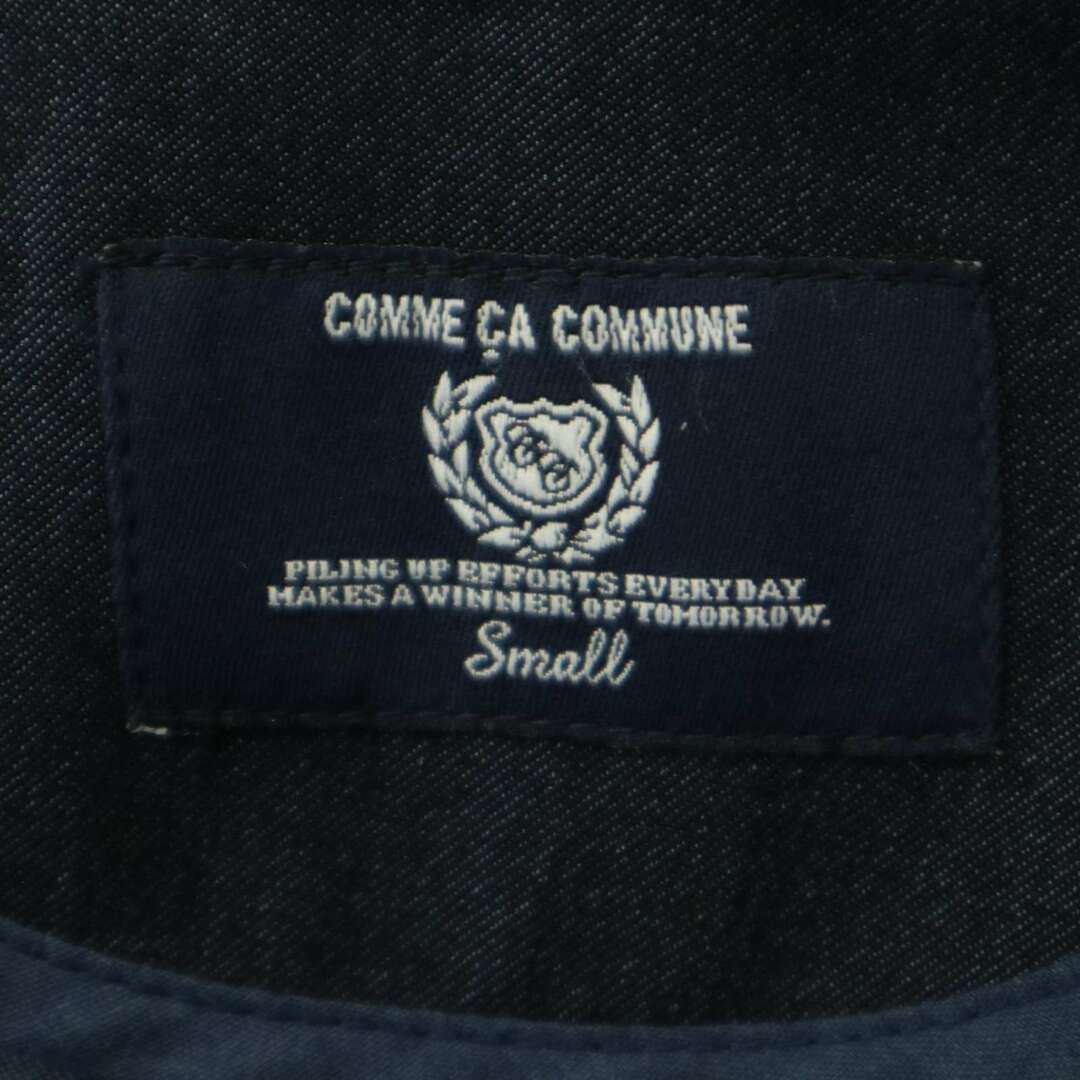 COMME ÇA COMMUNE
PILING UP EFFORTS EVERYDAY
MAKES A WINNER OF TOMORROW.
Small